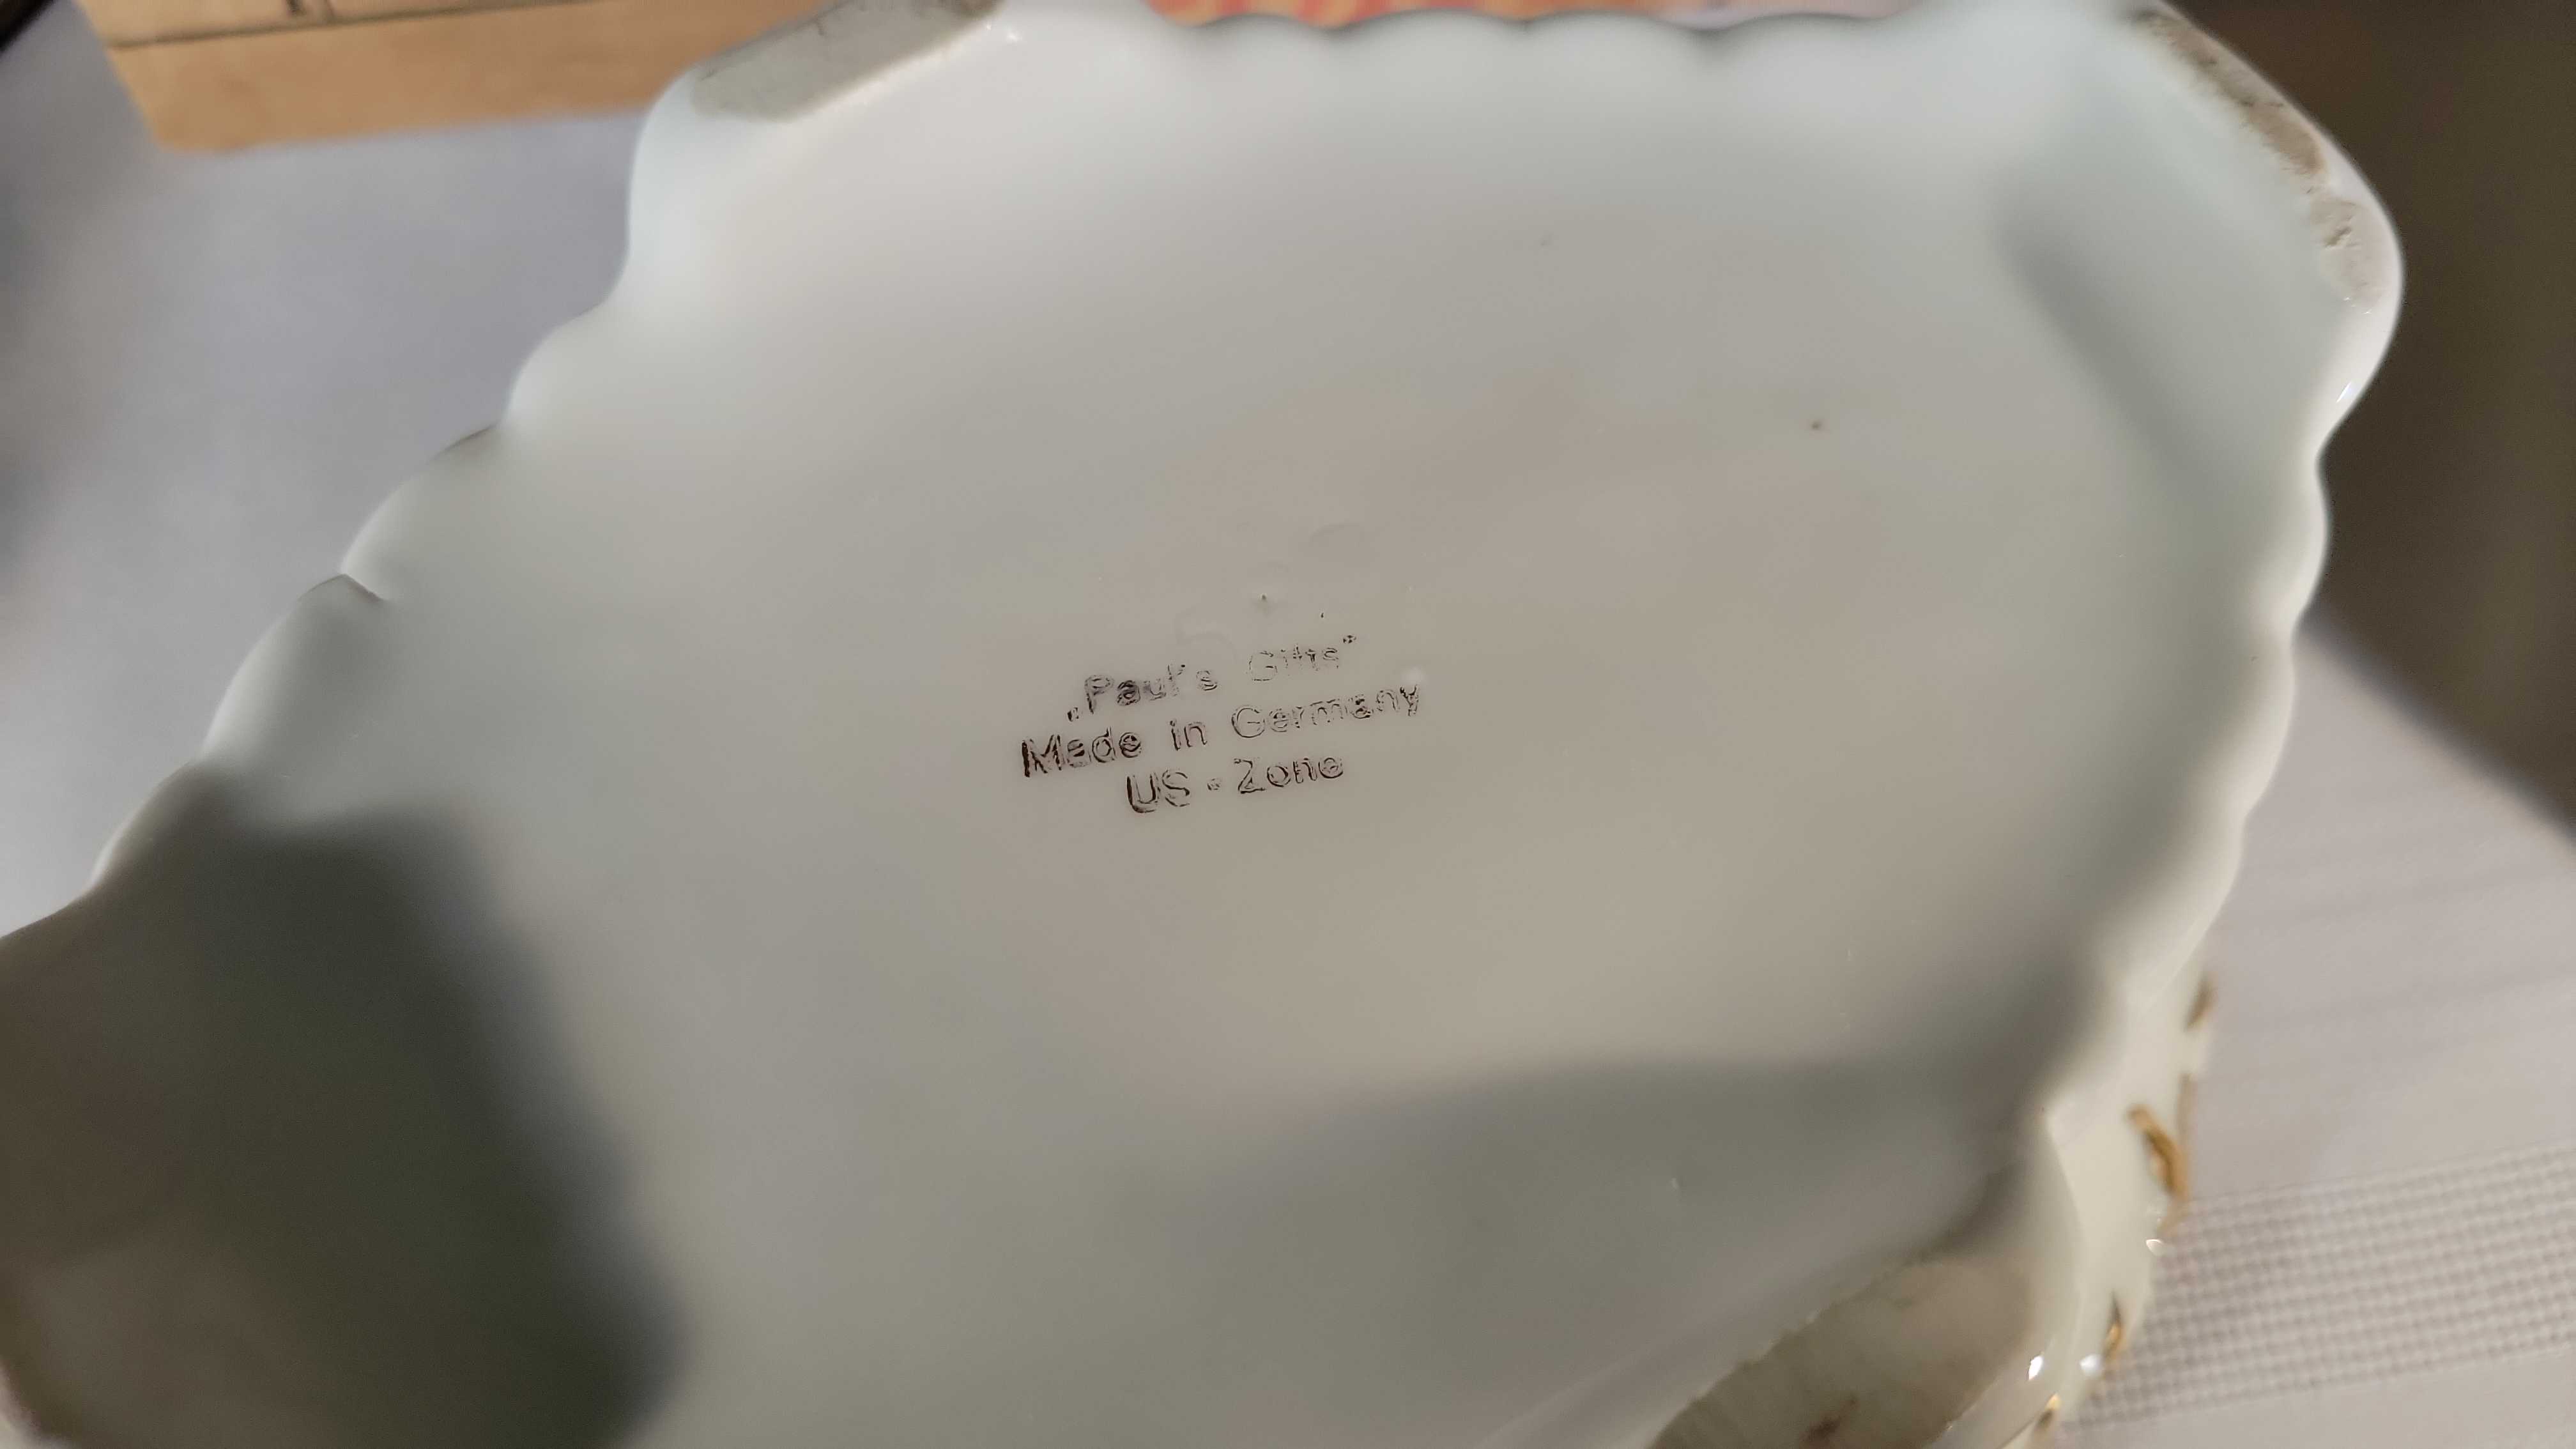 „Paul's Gifts"
Made in Germany
US - Zone